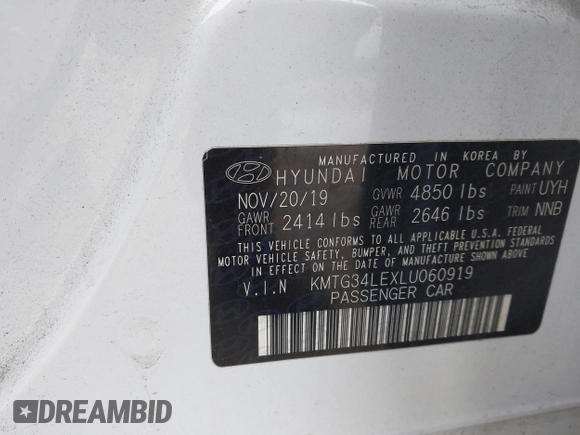 MANUFACTURED IN KOREA BY
HYUNDAI MOTOR COMPANY
NOV/20/19 GVWR 4850 lbs PAINT UYH
GAWR FRONT 2414 lbs GAWR REAR 2646 lbs TRIM NNB
THIS VEHICLE CONFORMS TO ALL APPLICABLE U.S.A. FEDERAL
MOTOR VEHICLE SAFETY, BUMPER, AND THEFT PREVENTION STANDARDS
IN EFFECT ON THE DATE OF MANUFACTURE SHOWN ABOVE.
V.I.N KMTG34LEXLU060919
PASSENGER CAR
DREAMBID